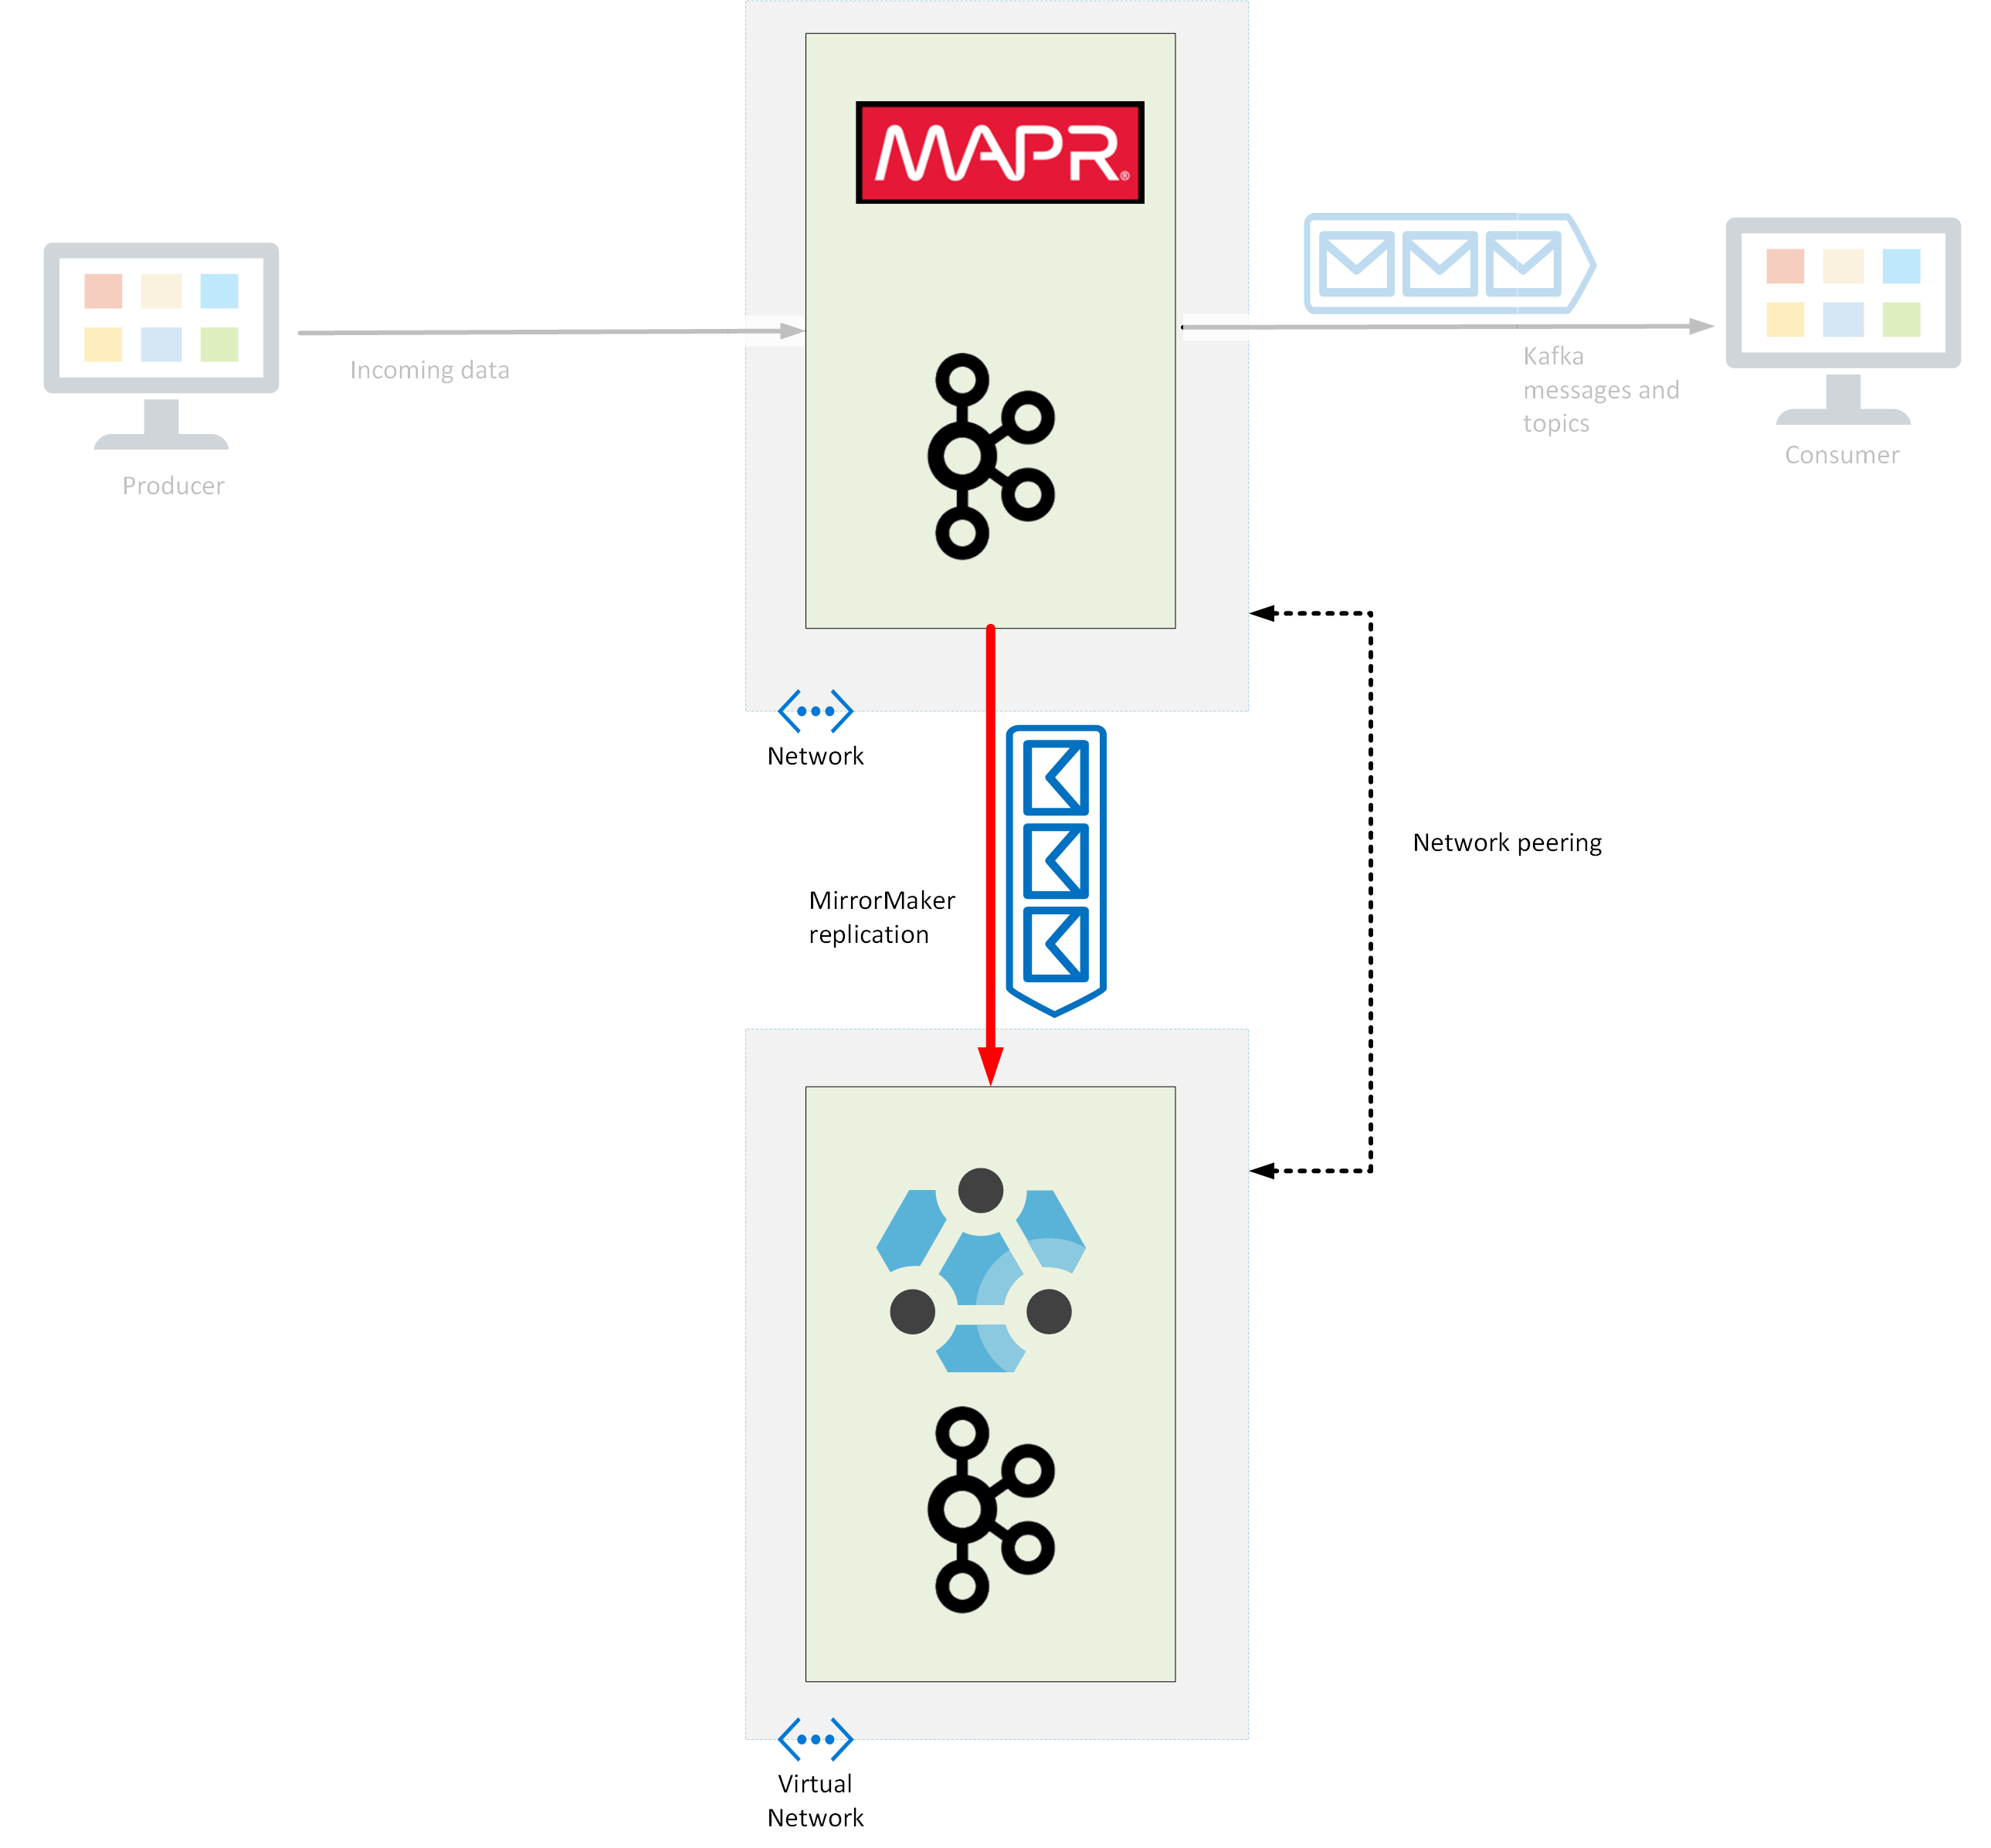 MAPR®
Incoming data
Producer
Kafka
messages and
topics
Consumer
Network
Network peering
MirrorMaker
replication
Virtual
Network